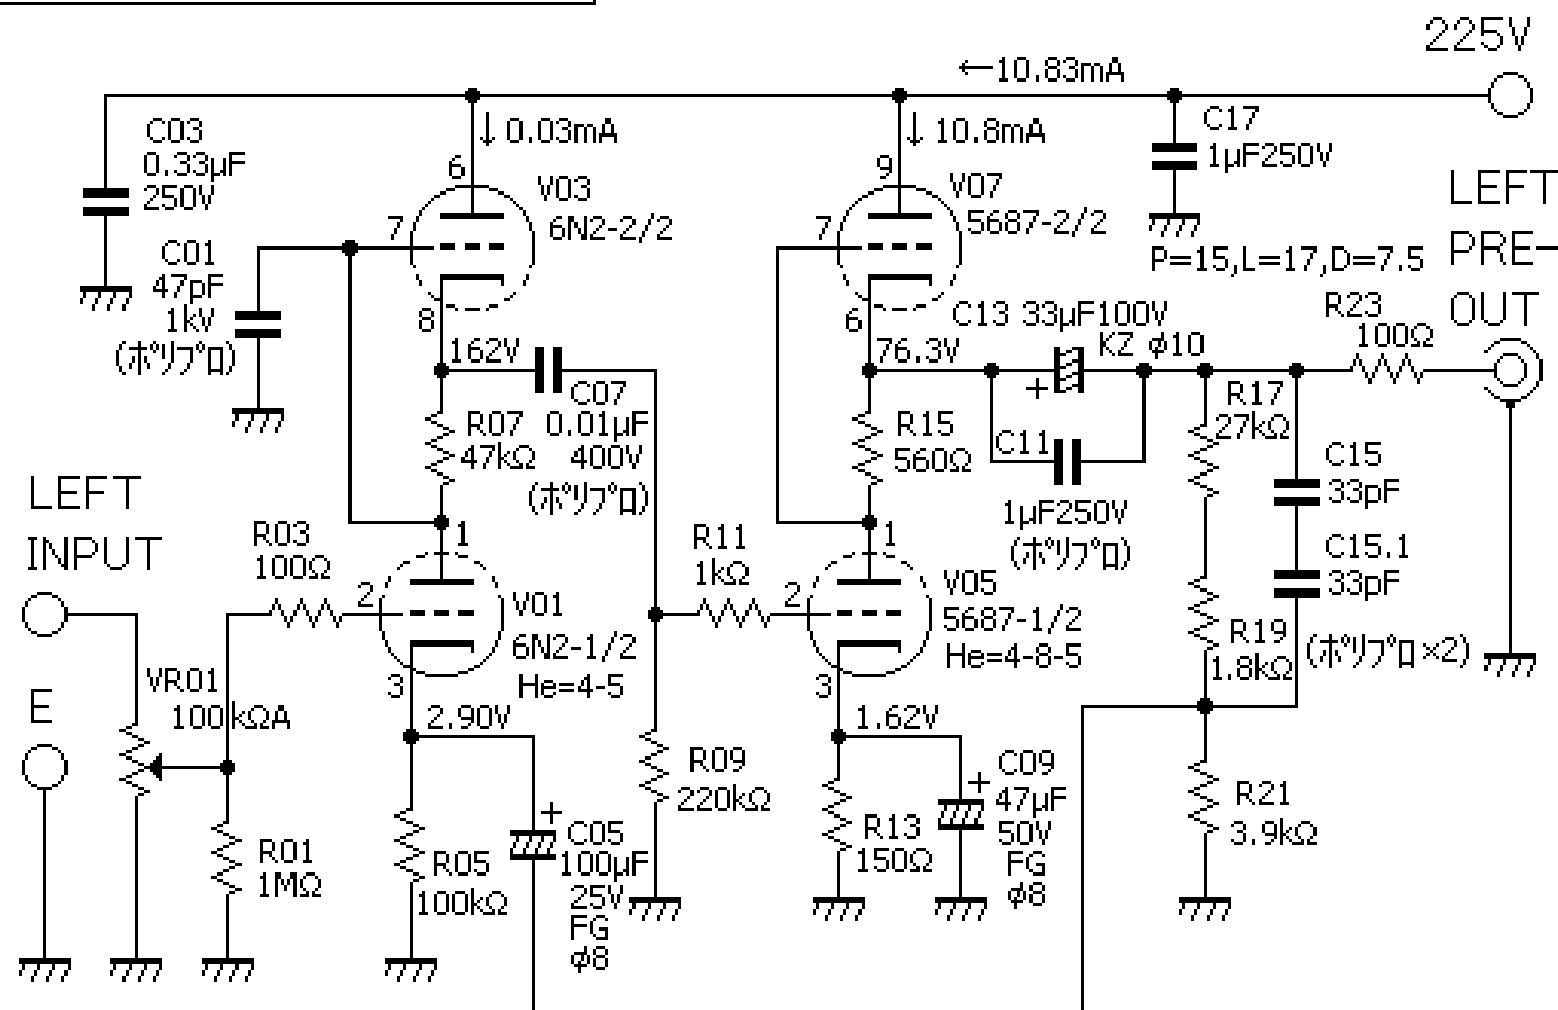 225V
←10.83mA
C03
0.33µF
250V
↓0.03mA
↓10.8mA
C17
1µF250V
6
9
V03
6N2-2/2
V07
5687-2/2
LEFT
PRE-
OUT
7
7
C01
47pF
1kV
(ポリプロ)
P=15,L=17,D=7.5
8
6
C13 33µF100V
KZ φ10
R23
100Ω
162V
76.3V
+
C07
0.01µF
400V
(ポリプロ)
R07
47kΩ
R15
560Ω
C11
1µF250V
(ポリプロ)
R17
27kΩ
C15
33pF
C15.1
33pF
(ポリプロ×2)
LEFT
INPUT
R03
100Ω
1
2
V01
6N2-1/2
He=4-5
3
R11
1kΩ
1
2
V05
5687-1/2
He=4-8-5
3
R19
1.8kΩ
E
VR01
100kΩA
2.90V
1.62V
R09
220kΩ
+
C09
47µF
50V
FG
φ8
R21
3.9kΩ
R01
1MΩ
R05
100kΩ
+
C05
100µF
25V
FG
φ8
R13
150Ω